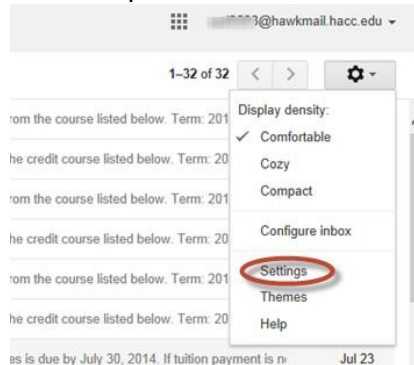 @hawkmail.hacc.edu
1–32 of 32
Display density:
rom the course listed below. Term: 201
Comfortable
he credit course listed below. Term: 20
Cozy
rom the course listed below. Term: 201
Compact
he credit course listed below. Term: 20
Configure inbox
rom the course listed below. Term: 201
Settings
Themes
he credit course listed below. Term: 20
Help
es is due by July 30, 2014. If tuition payment is n
Jul 23